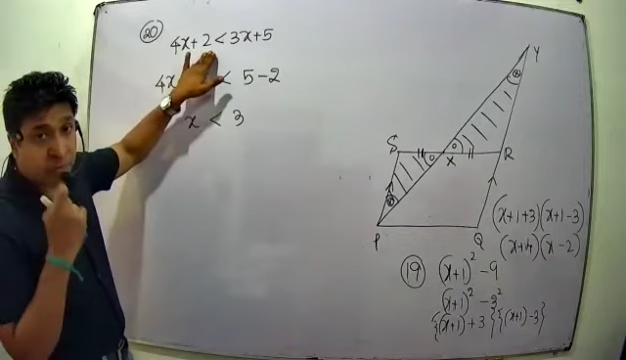 20
4x + 2 < 3x + 5
4x < 5 - 2
x < 3
Y
S
X
R
P
Q
(x+1+3)(x+1-3)
(x+4)(x-2)
19 (x+1)² - 9
(x+1)² - 3²
{(x+1)+3}{(x+1)-3}